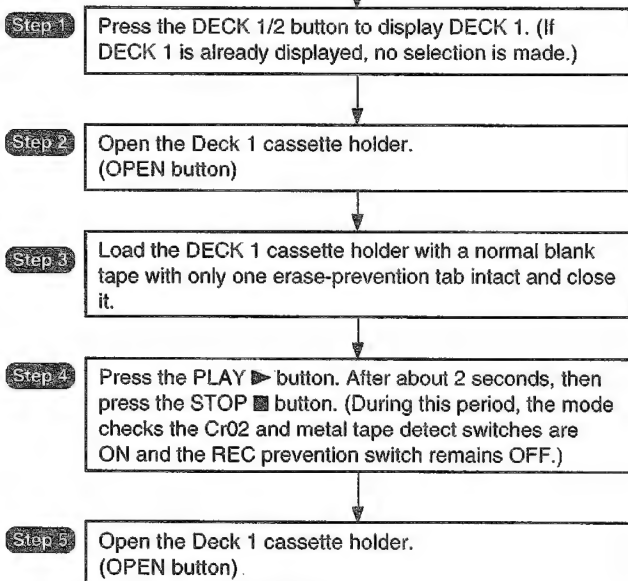 Step 1
Press the DECK 1/2 button to display DECK 1. (If
DECK 1 is already displayed, no selection is made.)
Step 2
Open the Deck 1 cassette holder.
(OPEN button)
Step 3
Load the DECK 1 cassette holder with a normal blank
tape with only one erase-prevention tab intact and close
it.
Step 4
Press the PLAY ▶ button. After about 2 seconds, then
press the STOP ■ button. (During this period, the mode
checks the Cr02 and metal tape detect switches are
ON and the REC prevention switch remains OFF.)
Step 5
Open the Deck 1 cassette holder.
(OPEN button)